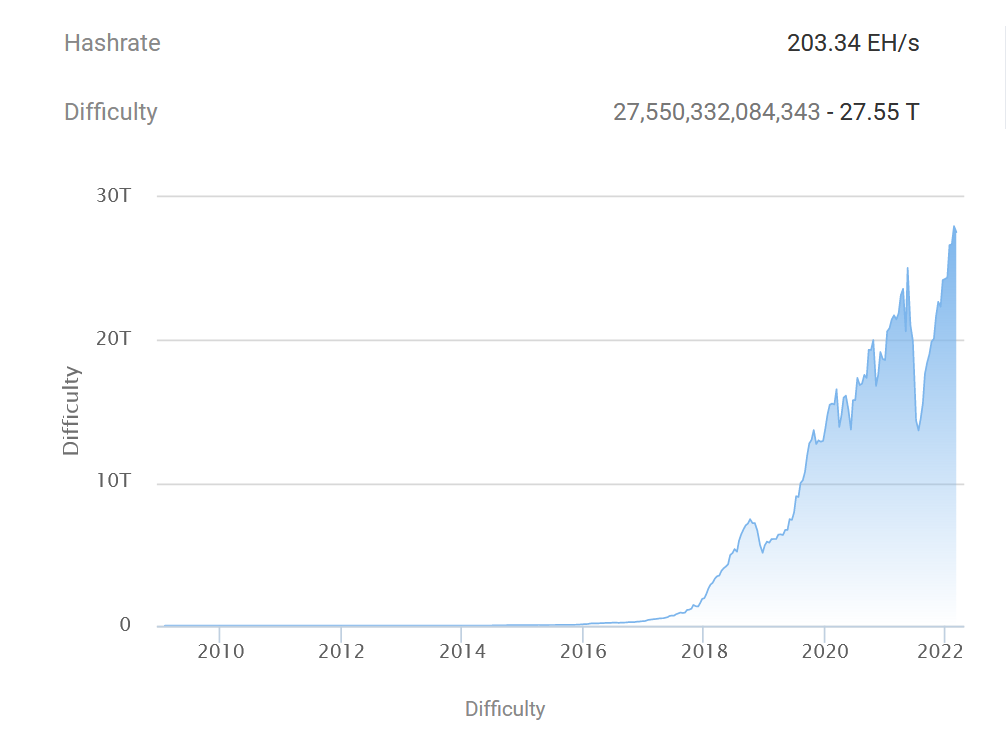 Hashrate 203.34 EH/s
Difficulty 27,550,332,084,343 - 27.55 T
30T
20T
Difficulty
10T
0
2010 2012 2014 2016 2018 2020 2022
Difficulty